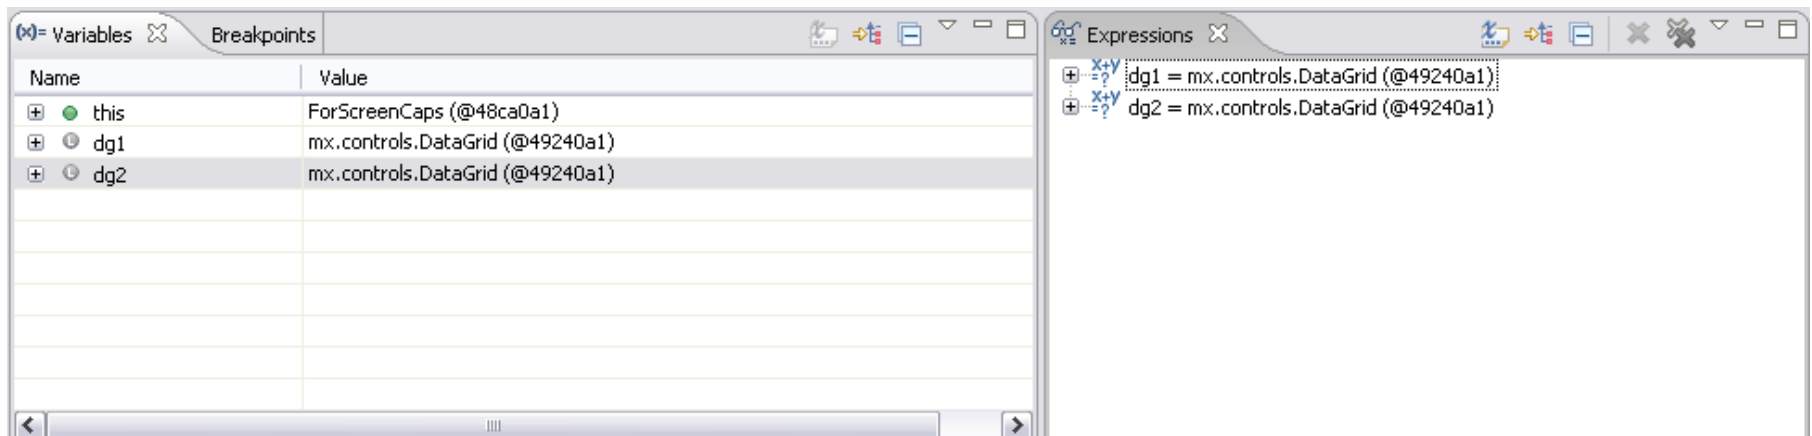 (x)= Variables
Breakpoints
Name Value
this ForScreenCaps (@48ca0a1)
dg1 mx.controls.DataGrid (@49240a1)
dg2 mx.controls.DataGrid (@49240a1)
Expressions
x+y =? dg1 = mx.controls.DataGrid (@49240a1)
x+y =? dg2 = mx.controls.DataGrid (@49240a1)